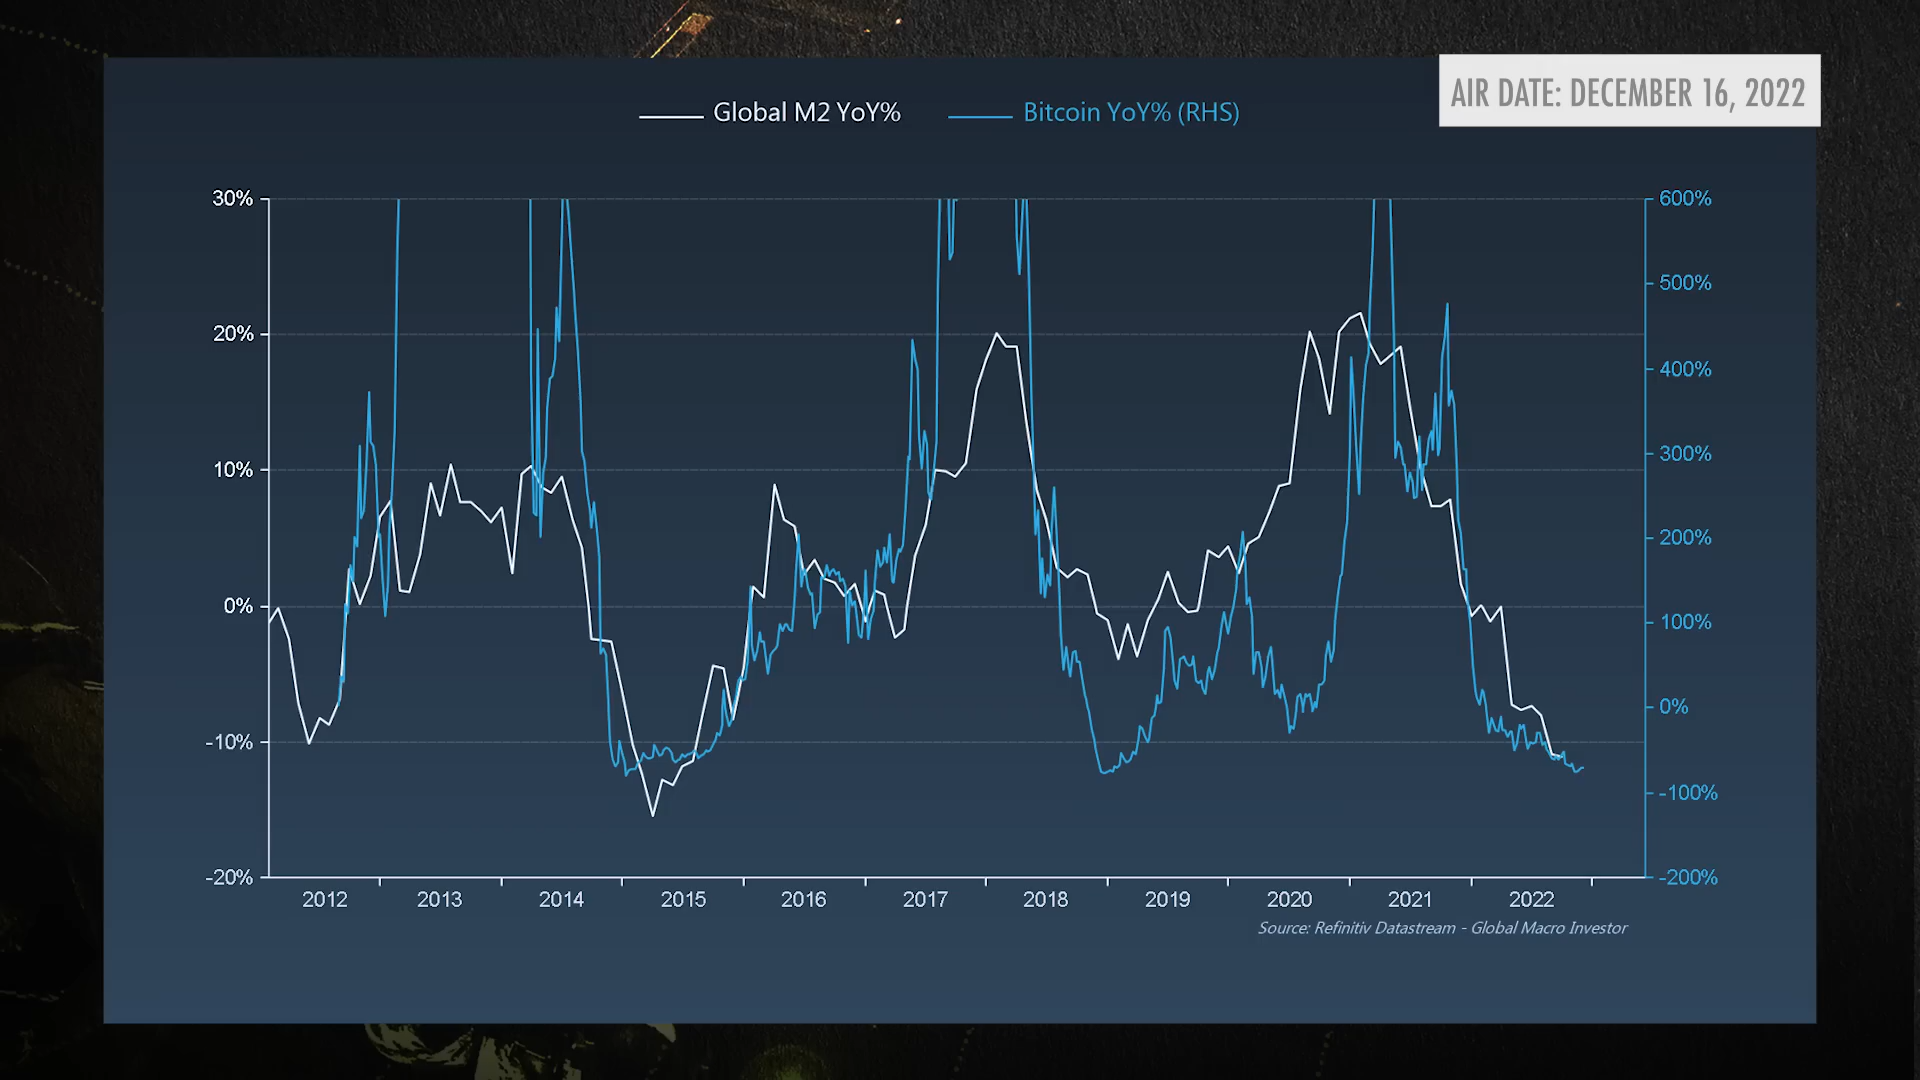 AIR DATE: DECEMBER 16, 2022
Global M2 YoY% Bitcoin YoY% (RHS)
30% 600%
500%
20%
400%
10% 300%
200%
0% 100%
0%
-10%
-100%
-20% -200%
2012 2013 2014 2015 2016 2017 2018 2019 2020 2021 2022
Source: Refinitiv Datastream - Global Macro Investor